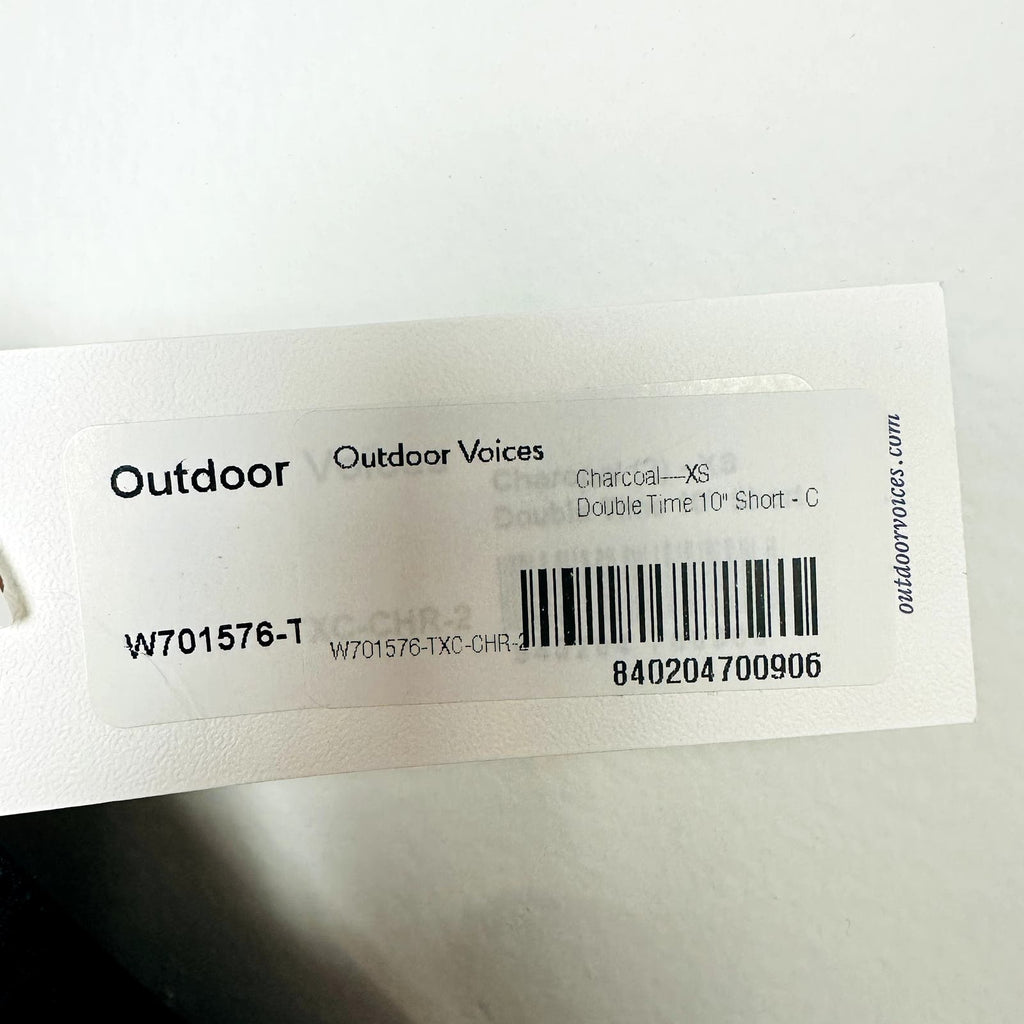 Outdoor Voices
Charcoal—XS
Double Time 10" Short - C
W701576-TXC-CHR-2
840204700906
Outdoor
W701576-T
outdoorvoices.com